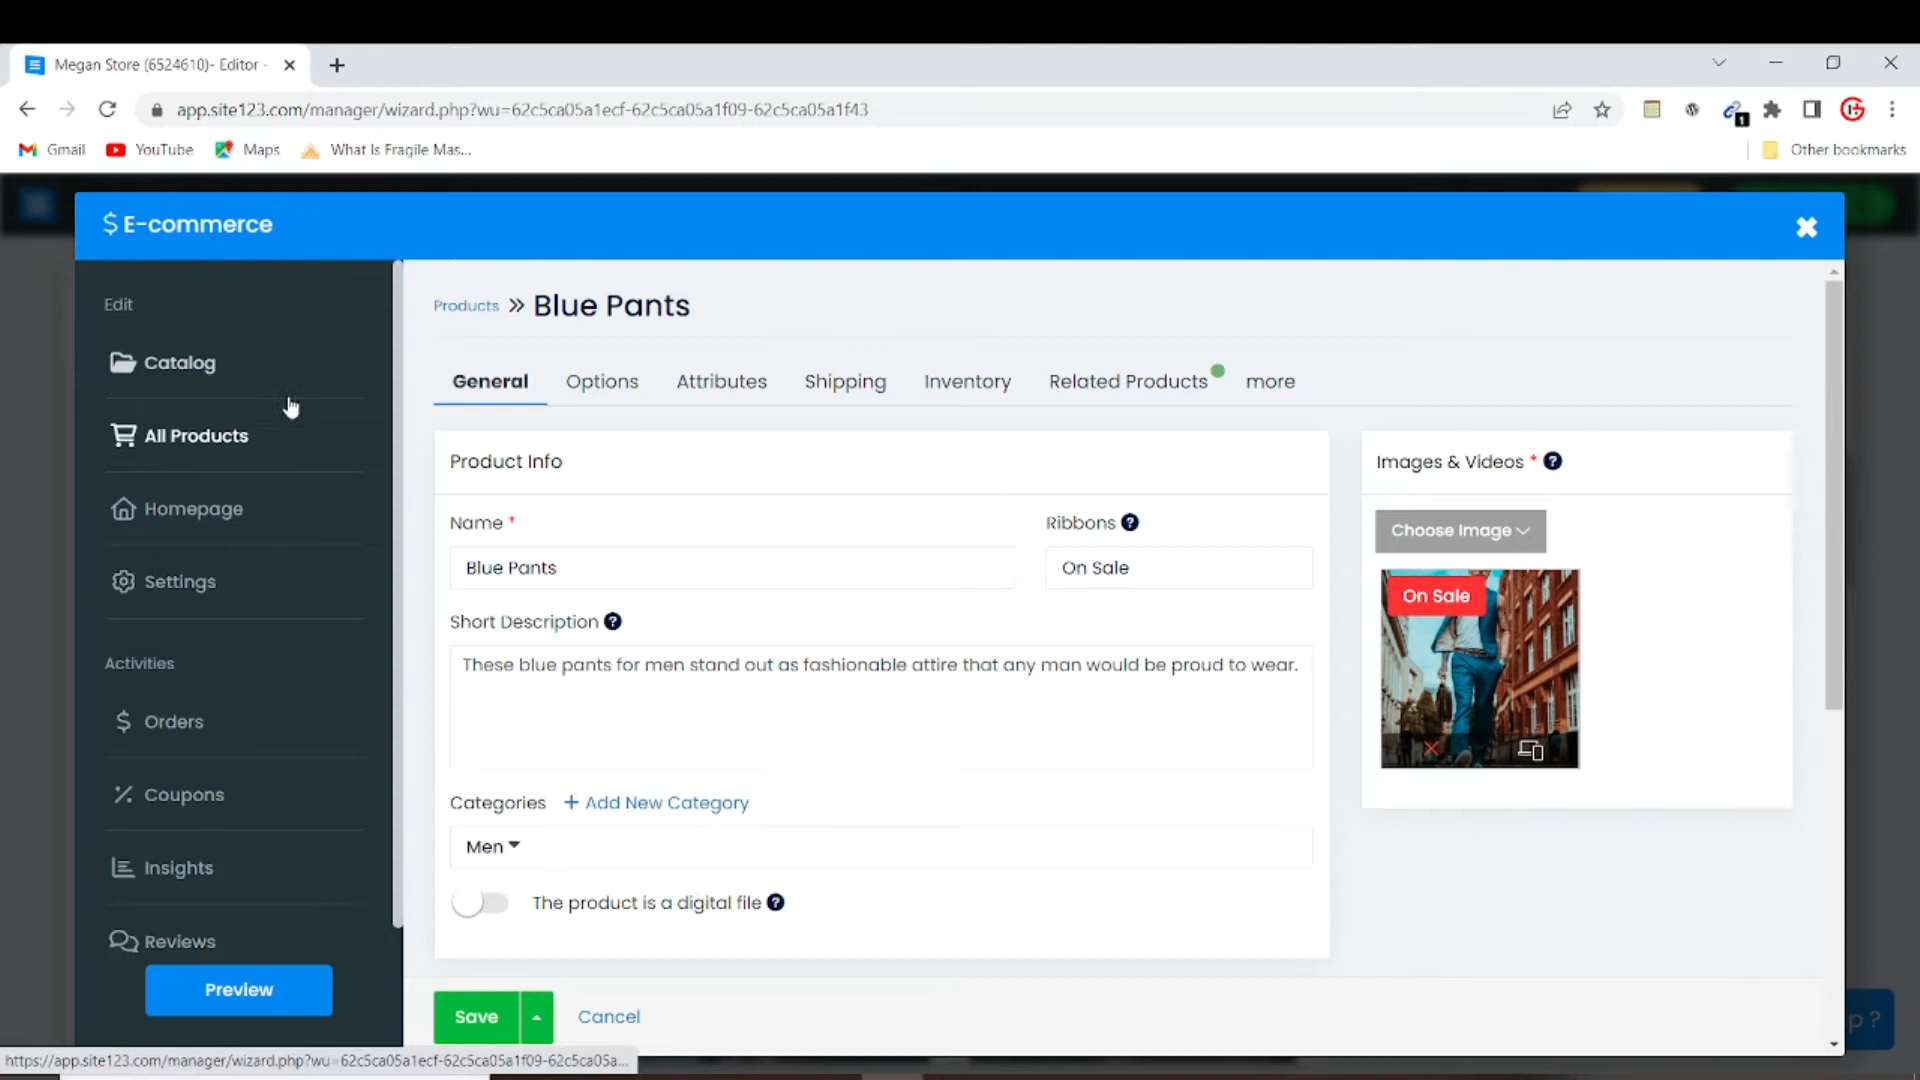 Megan Store (6524610)- Editor -
app.site123.com/manager/wizard.php?wu=62c5ca05a1ecf-62c5ca05a1f09-62c5ca05a1f43
1
Gmail YouTube Maps What Is Fragile Mas... Other bookmarks
$ E-commerce
Edit
Catalog
All Products
Homepage
Settings
Activities
$ Orders
Coupons
Insights
Reviews
Preview
Products » Blue Pants
General Options Attributes Shipping Inventory Related Products more
Product Info
Name *
Ribbons ?
Blue Pants
On Sale
Short Description ?
These blue pants for men stand out as fashionable attire that any man would be proud to wear.
Categories + Add New Category
Men
The product is a digital file ?
Images & Videos * ?
Choose Image
On Sale
Save
Cancel
p ?
https://app.site123.com/manager/wizard.php?wu=62c5ca05a1ecf-62c5ca05a1f09-62c5ca05a...